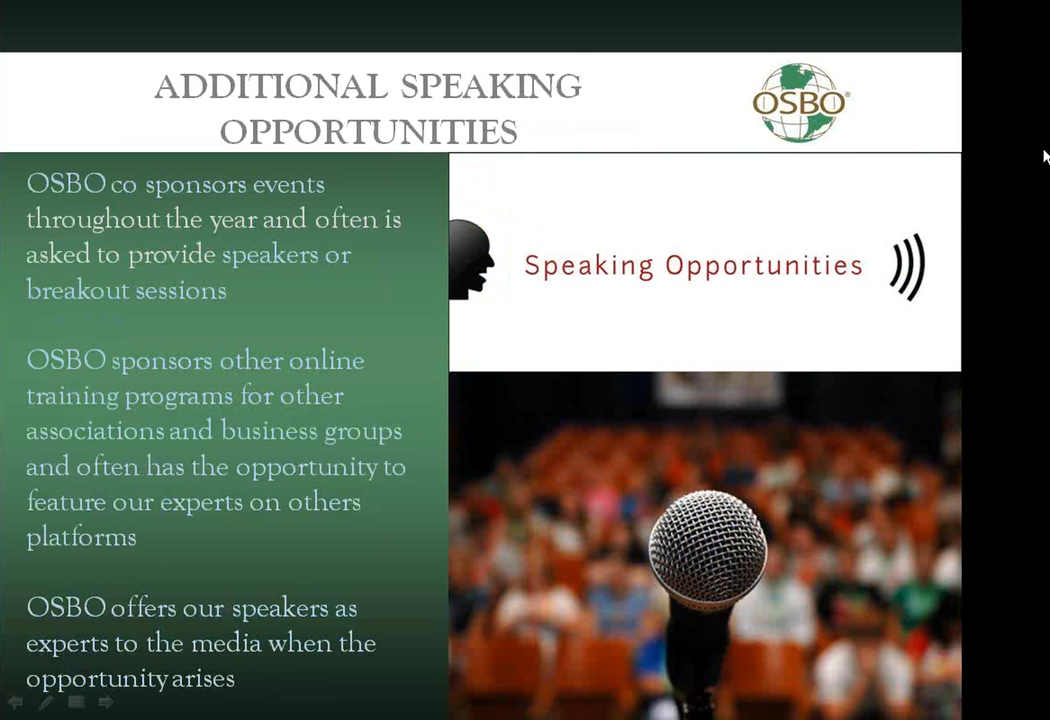 ADDITIONAL SPEAKING
OPPORTUNITIES
OSBO®
OSBO co sponsors events
throughout the year and often is
asked to provide speakers or
breakout sessions
Speaking Opportunities
OSBO sponsors other online
training programs for other
associations and business groups
and often has the opportunity to
feature our experts on others
platforms
OSBO offers our speakers as
experts to the media when the
opportunity arises